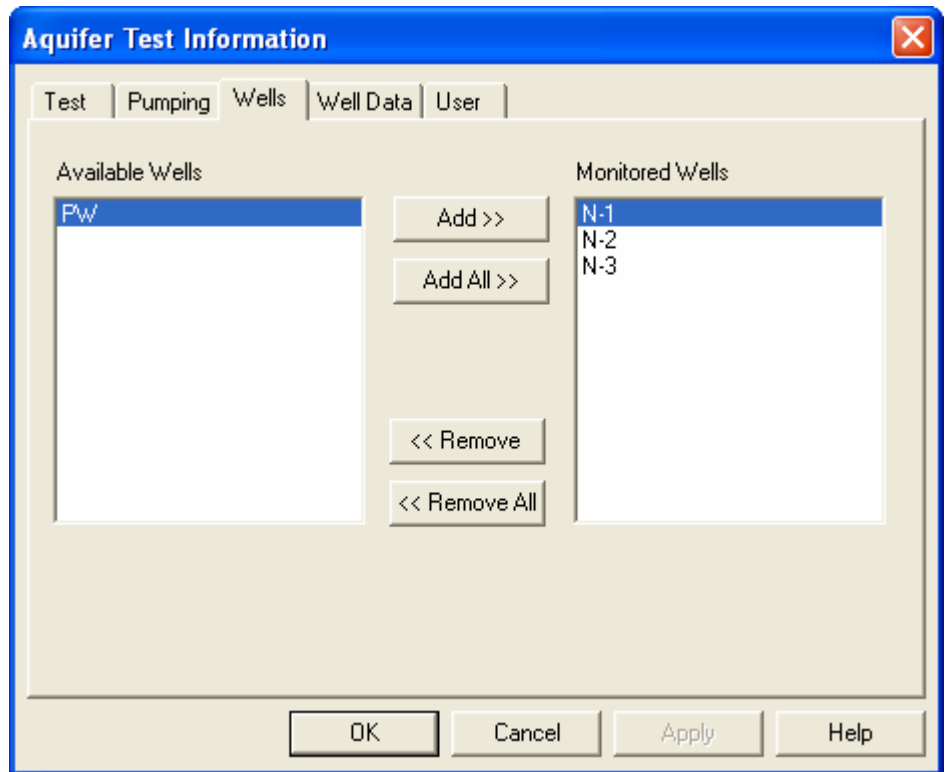 Aquifer Test Information
Test Pumping Wells Well Data User
Available Wells Monitored Wells
PW Add >> N-1
N-2
N-3
Add All >>
<< Remove
<< Remove All
OK Cancel Apply Help